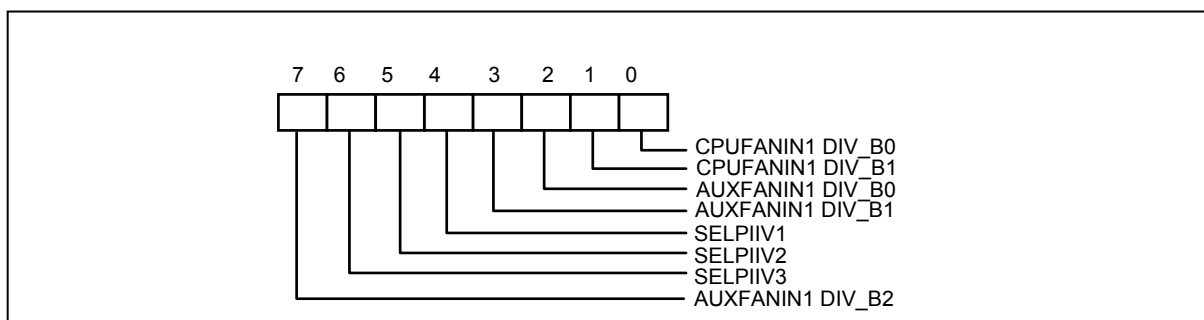 7 6 5 4 3 2 1 0
CPUFANIN1 DIV_B0
CPUFANIN1 DIV_B1
AUXFANIN1 DIV_B0
AUXFANIN1 DIV_B1
SELPIIV1
SELPIIV2
SELPIIV3
AUXFANIN1 DIV_B2